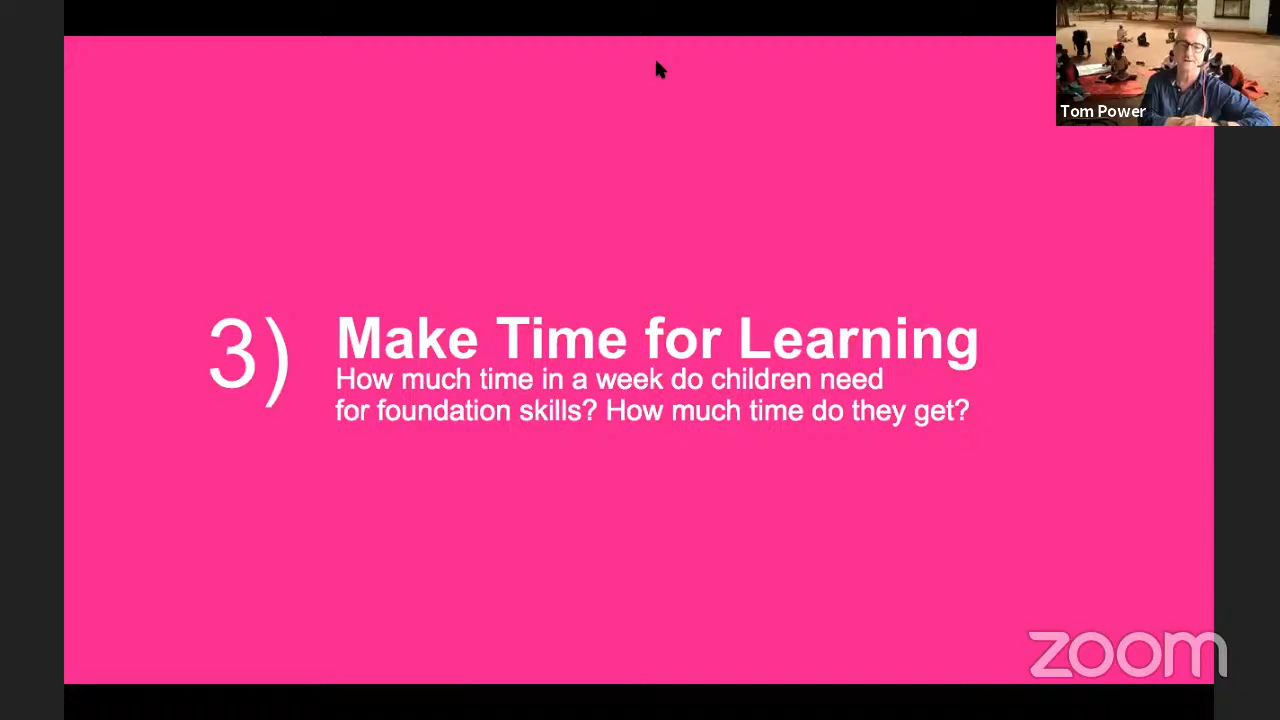 Tom Power
3)
Make Time for Learning
How much time in a week do children need
for foundation skills? How much time do they get?
zoom